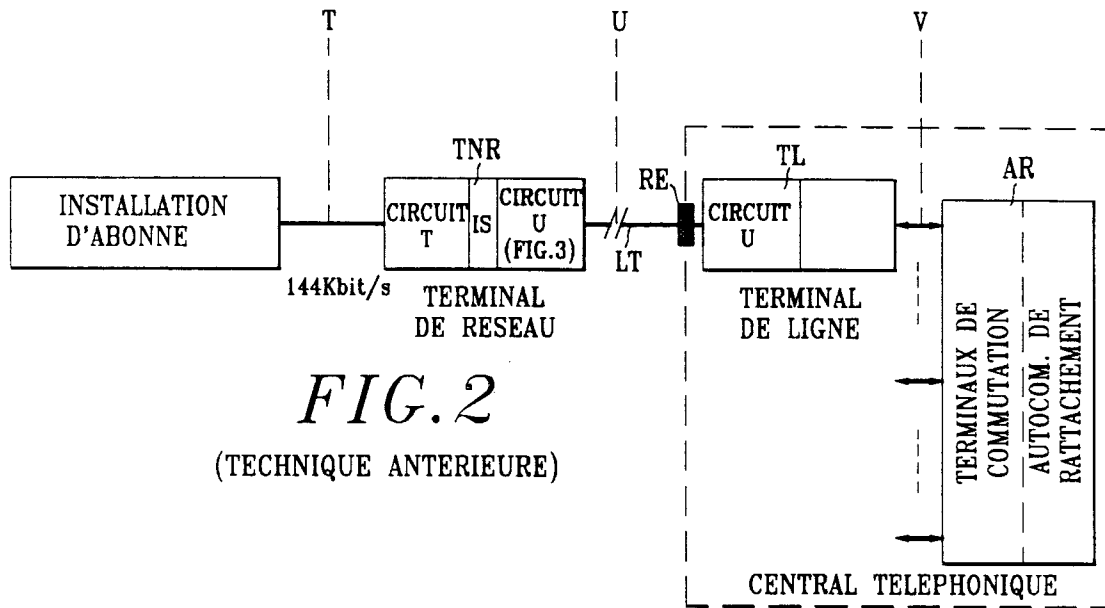 T
U
V
TNR
TL
RE
AR
INSTALLATION
D'ABONNE
CIRCUIT
T
IS
CIRCUIT
U
(FIG.3)
LT
CIRCUIT
U
144Kbit/s
TERMINAL
DE RESEAU
TERMINAL
DE LIGNE
TERMINAUX DE
COMMUTATION
AUTOCOM. DE
RATTACHEMENT
FIG.2
(TECHNIQUE ANTERIEURE)
CENTRAL TELEPHONIQUE